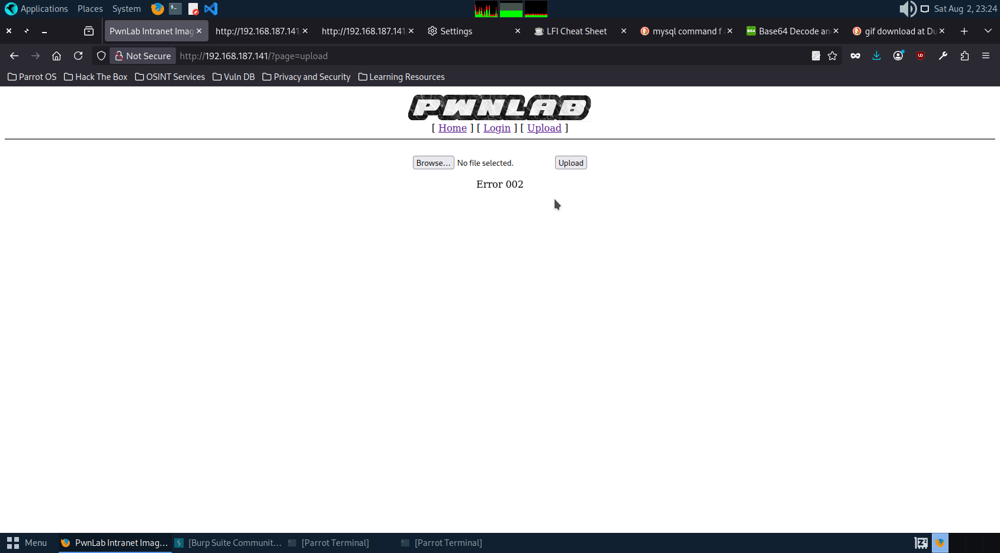 Applications Places System Sat Aug 2, 23:24
PwnLab Intranet Imag http://192.168.187.141 http://192.168.187.141 Settings LFI Cheat Sheet mysql command f Base64 Decode an gif download at Du
Not Secure http://192.168.187.141/?page=upload
Parrot OS Hack The Box OSINT Services Vuln DB Privacy and Security Learning Resources
PWNLAB
[ Home ] [ Login ] [ Upload ]
Browse... No file selected. Upload
Error 002
Menu PwnLab Intranet Imag... [Burp Suite Communit... [Parrot Terminal] [Parrot Terminal]